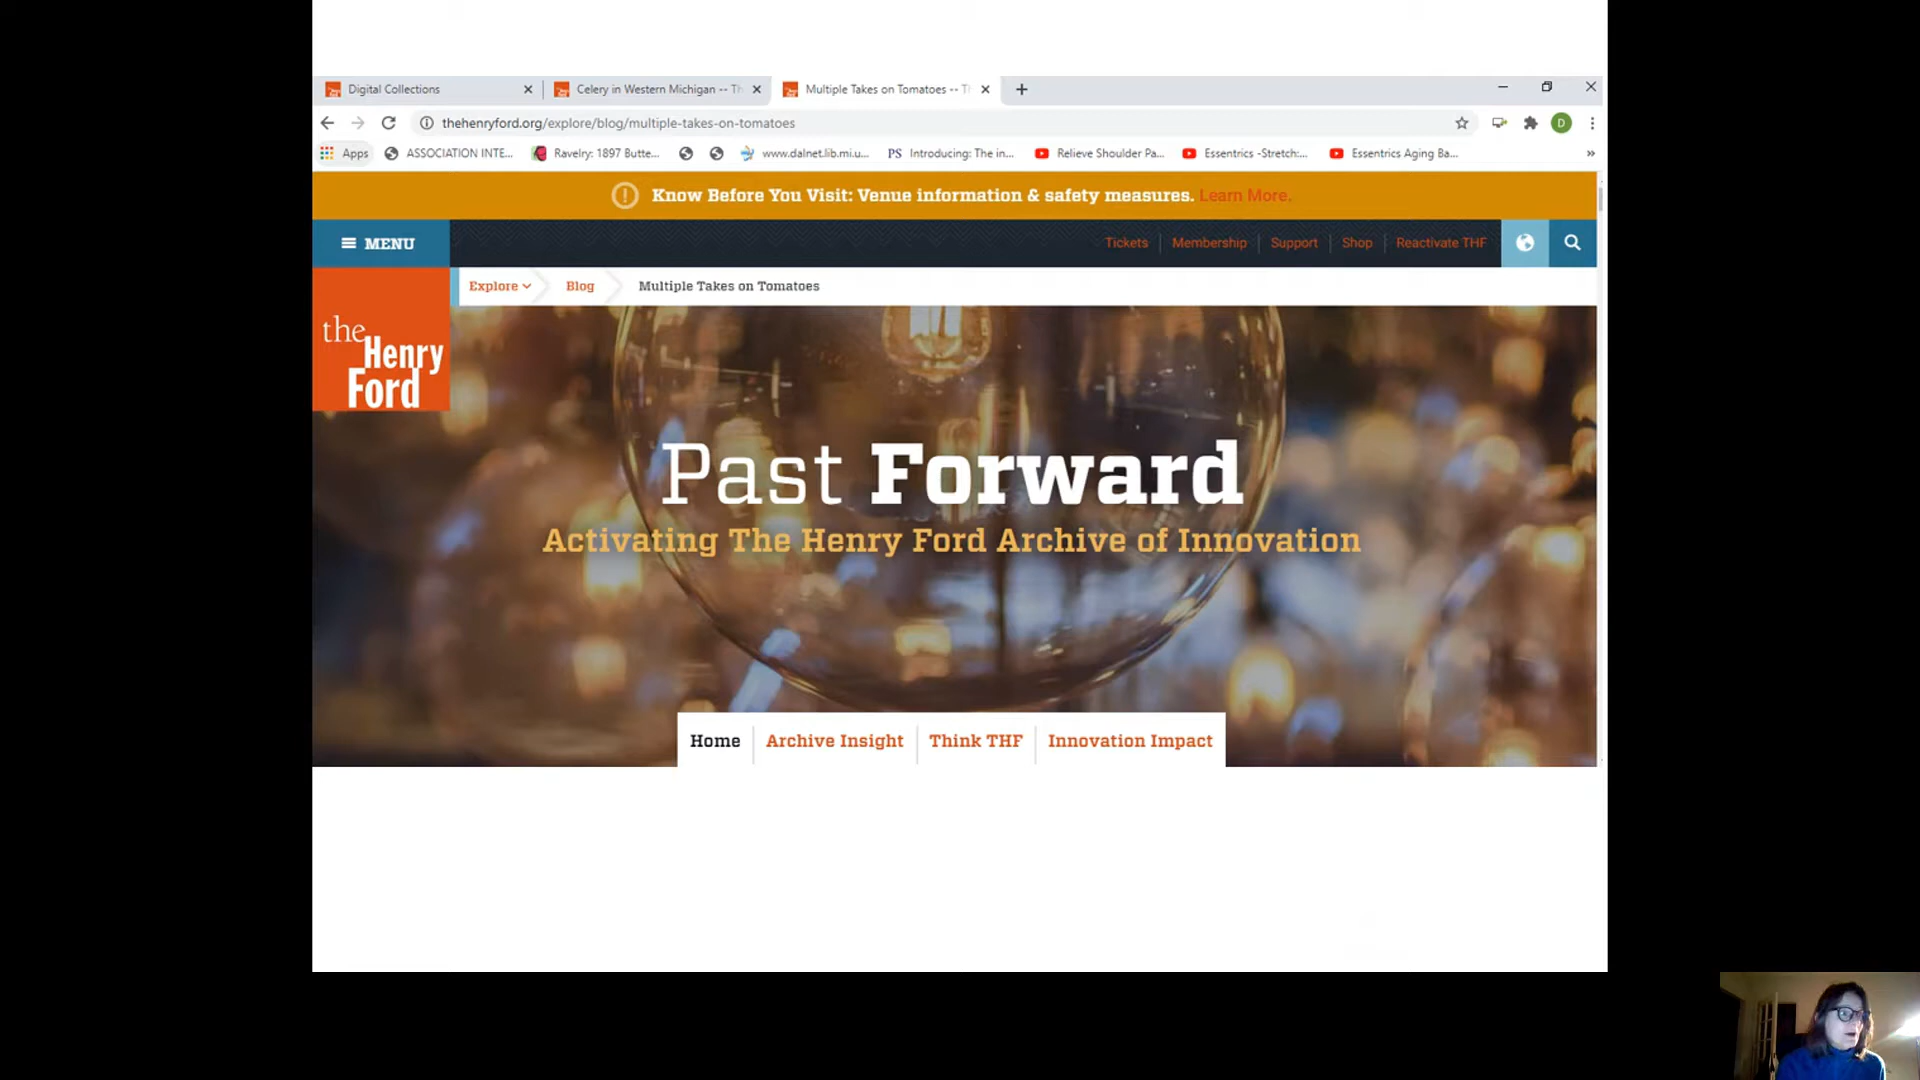 Digital Collections
Celery in Western Michigan -- Th
Multiple Takes on Tomatoes -- T
thehenryford.org/explore/blog/multiple-takes-on-tomatoes
D
Apps
ASSOCIATION INTE...
Ravelry: 1897 Butte...
www.dalnet.lib.mi.u...
PS Introducing: The in...
Relieve Shoulder Pa...
Essentrics -Stretch:...
Essentrics Aging Ba...
»
Know Before You Visit: Venue information & safety measures. Learn More.
MENU
Tickets
Membership
Support
Shop
Reactivate THF
Explore
Blog
Multiple Takes on Tomatoes
the
Henry
Ford
Past Forward
Activating The Henry Ford Archive of Innovation
Home
Archive Insight
Think THF
Innovation Impact